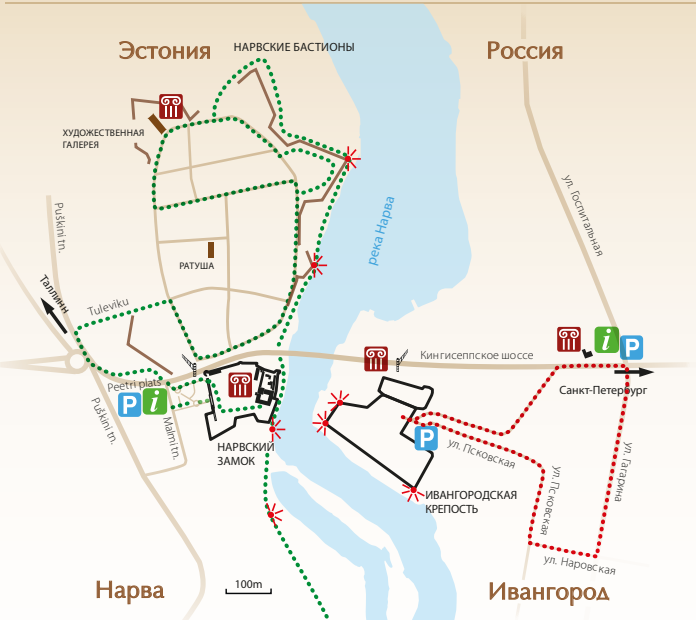 Эстония
Россия
НАРВСКИЕ БАСТИОНЫ
ХУДОЖЕСТВЕННАЯ
ГАЛЕРЕЯ
ул. Госпитальная
Puškini tn.
река Нарва
РАТУША
Таллинн
Tuleviku
i
P
Кингисеппское шоссе
Peetri plats
Санкт-Петербург
P
i
Puškini tn.
Malmi tn.
P
НАРВСКИЙ
ЗАМОК
ул. Псковская
ул. Гагарина
ул. Псковская
ИВАНГОРОДСКАЯ
КРЕПОСТЬ
ул. Наровская
Нарва
100m
Ивангород